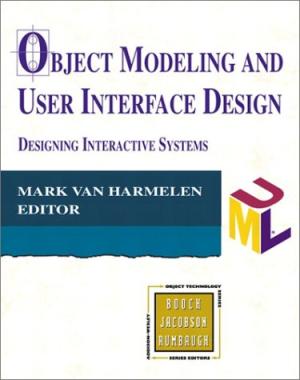 OBJECT MODELING AND
USER INTERFACE DESIGN
DESIGNING INTERACTIVE SYSTEMS
MARK VAN HARMELEN
EDITOR
UML
OBJECT TECHNOLOGY
ADDISON-WESLEY
BOOCH
JACOBSON
RUMBAUGH
SERIES
SERIES EDITORS